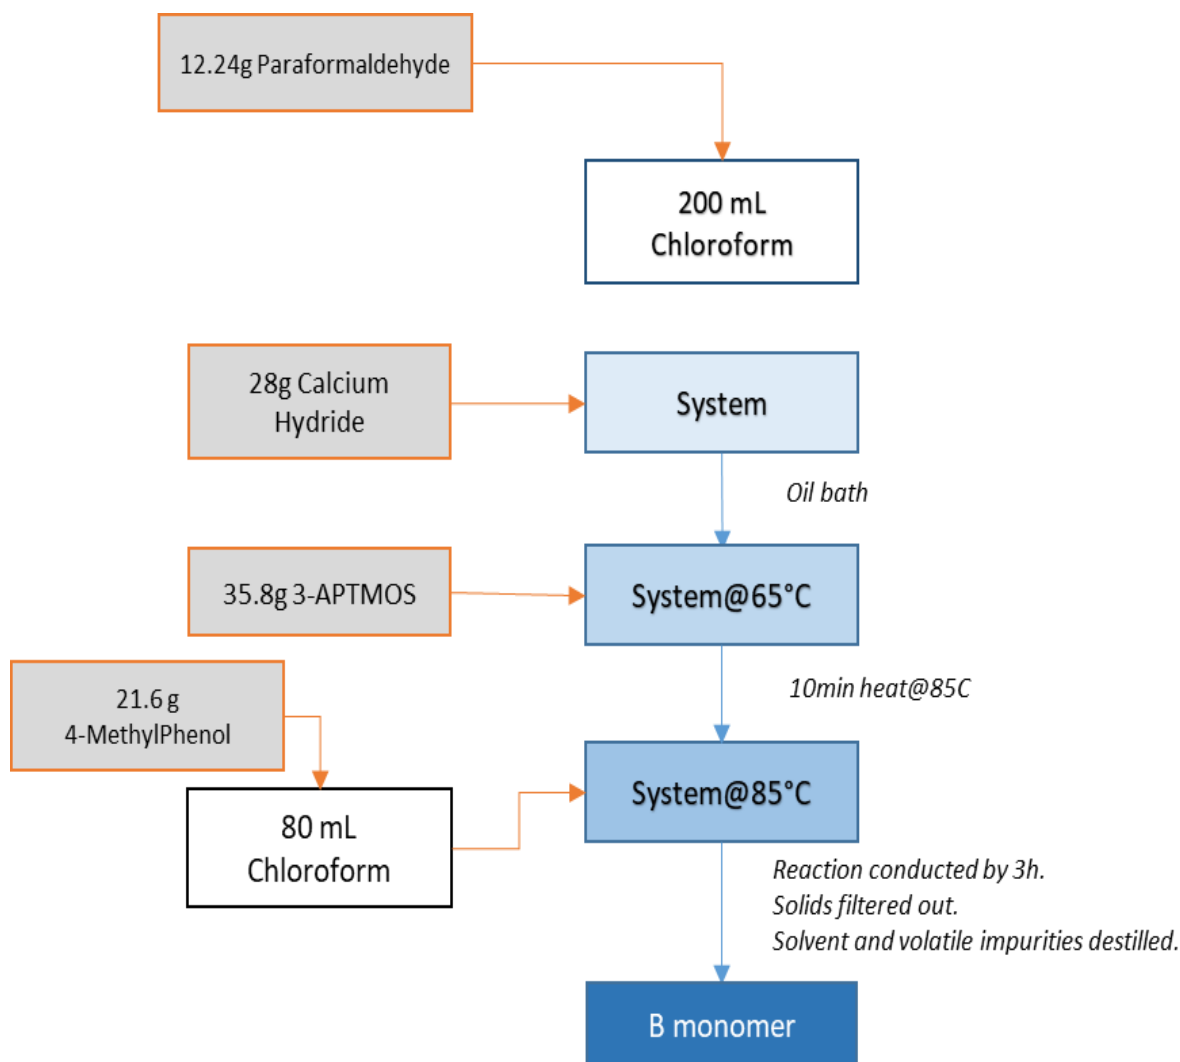 12.24g Paraformaldehyde
200 mL
Chloroform
28g Calcium
Hydride
System
Oil bath
35.8g 3-APTMOS
System@65°C
10min heat@85C
21.6 g
4-MethylPhenol
System@85°C
80 mL
Chloroform
Reaction conducted by 3h.
Solids filtered out.
Solvent and volatile impurities destilled.
B monomer